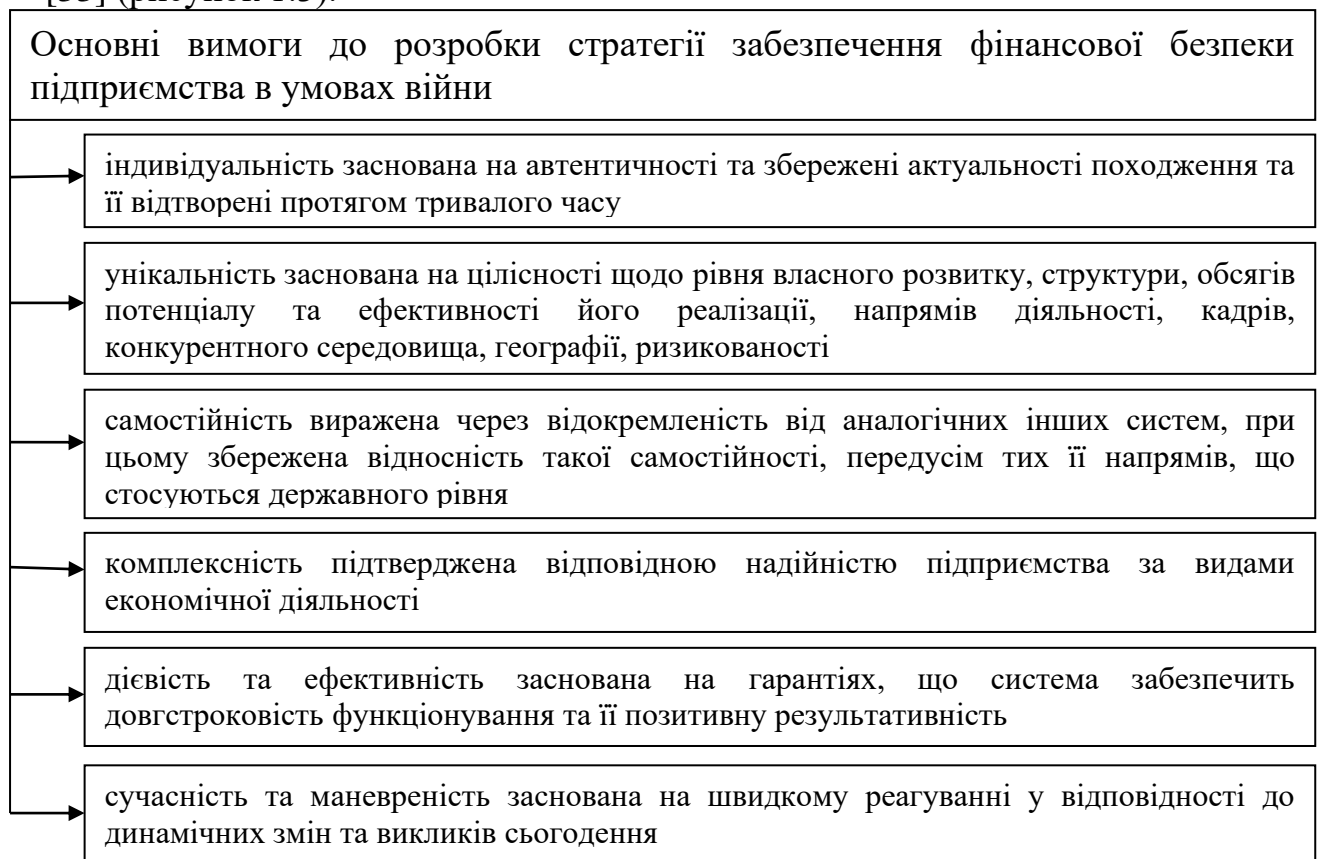 [33] (рисунок 1.3).
Основні вимоги до розробки стратегії забезпечення фінансової безпеки
підприємства в умовах війни
індивідуальність заснована на автентичності та збережені актуальності походження та
її відтворені протягом тривалого часу
унікальність заснована на цілісності щодо рівня власного розвитку, структури, обсягів
потенціалу та ефективності його реалізації, напрямів діяльності, кадрів,
конкурентного середовища, географії, ризикованості
самостійність виражена через відокремленість від аналогічних інших систем, при
цьому збережена відносність такої самостійності, передусім тих її напрямів, що
стосуються державного рівня
комплексність підтверджена відповідною надійністю підприємства за видами
економічної діяльності
дієвість та ефективність заснована на гарантіях, що система забезпечить
довгстроковість функціонування та її позитивну результативність
сучасність та маневреність заснована на швидкому реагуванні у відповідності до
динамічних змін та викликів сьогодення